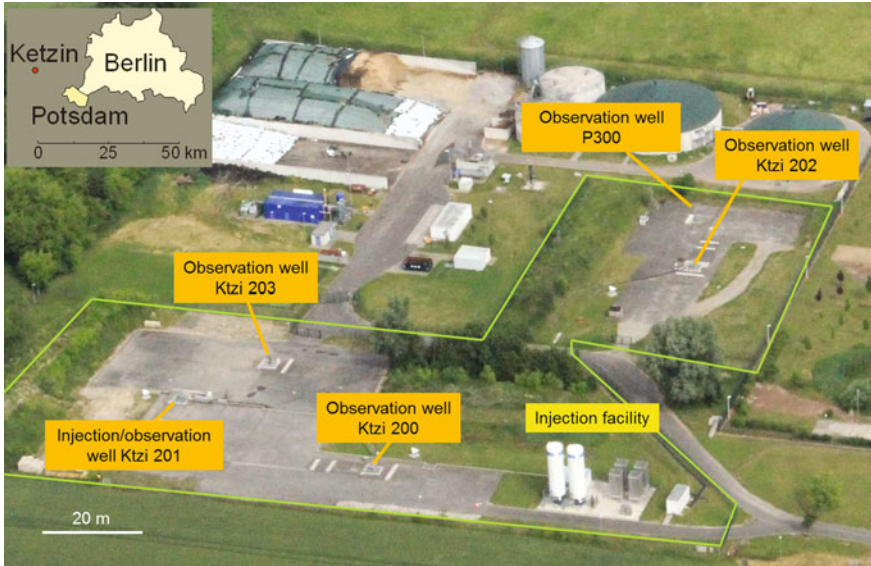 Ketzin
Berlin
Potsdam
0 25 50 km
Observation well
P300
Observation well
Ktzi 202
Observation well
Ktzi 203
Observation well
Ktzi 200
Injection facility
Injection/observation
well Ktzi 201
20 m